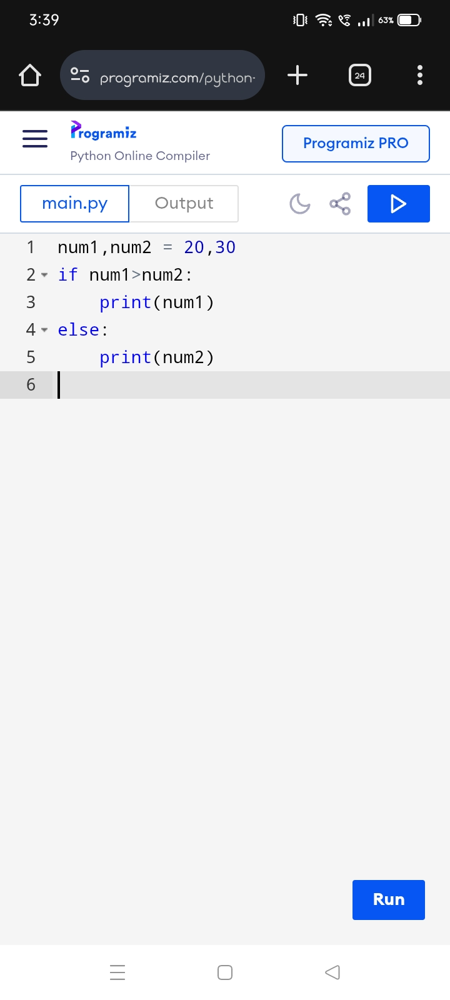 3:39
63%
programiz.com/python-
24
Programiz
Python Online Compiler
Programiz PRO
main.py
Output
1 num1,num2 = 20,30
2 if num1>num2:
3     print(num1)
4 else:
5     print(num2)
6
Run